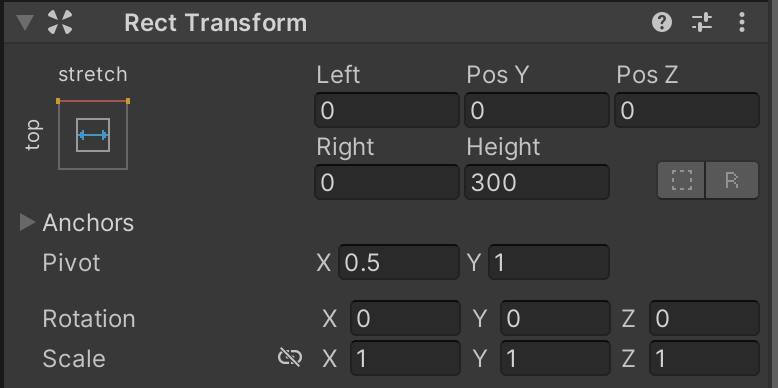 Rect Transform
stretch
top
Left Pos Y Pos Z
0 0 0
Right Height
0 300
R
Anchors
Pivot X 0.5 Y 1
Rotation X 0 Y 0 Z 0
Scale X 1 Y 1 Z 1